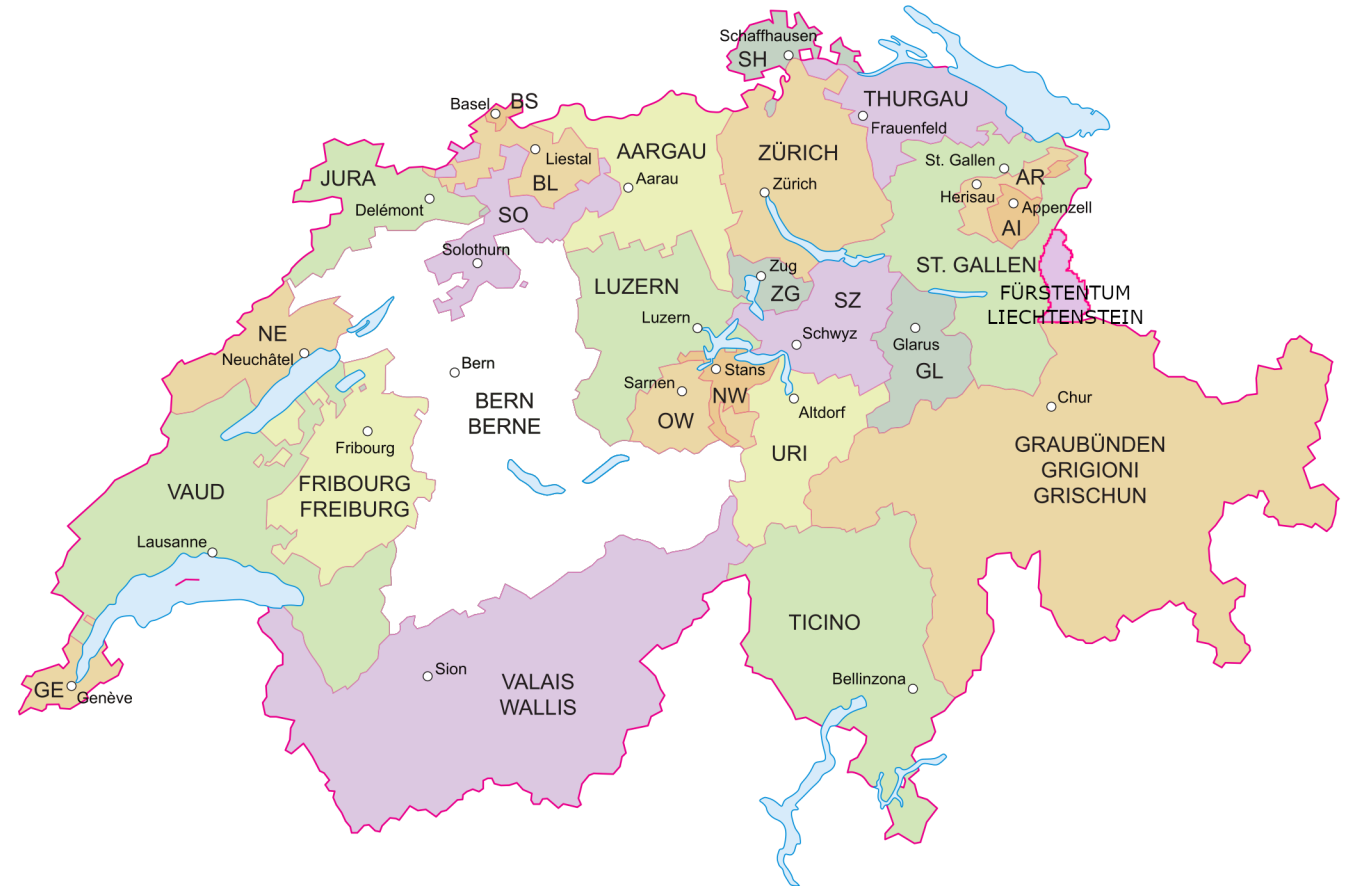 Schaffhausen
SH
Basel
BS
THURGAU
Frauenfeld
AARGAU
ZÜRICH
Liestal
BL
St. Gallen
AR
JURA
Aarau
Zürich
Herisau
Appenzell
Delémont
SO
AI
Solothurn
Zug
ST. GALLEN
LUZERN
ZG
SZ
FÜRSTENTUM
LIECHTENSTEIN
Luzern
NE
Neuchâtel
Schwyz
Glarus
GL
Bern
Stans
Sarnen
NW
BERN
BERNE
OW
Altdorf
Chur
Fribourg
URI
GRAUBÜNDEN
GRIGIONI
GRISCHUN
FRIBOURG
FREIBURG
VAUD
Lausanne
TICINO
Sion
VALAIS
WALLIS
Bellinzona
GE
Genève